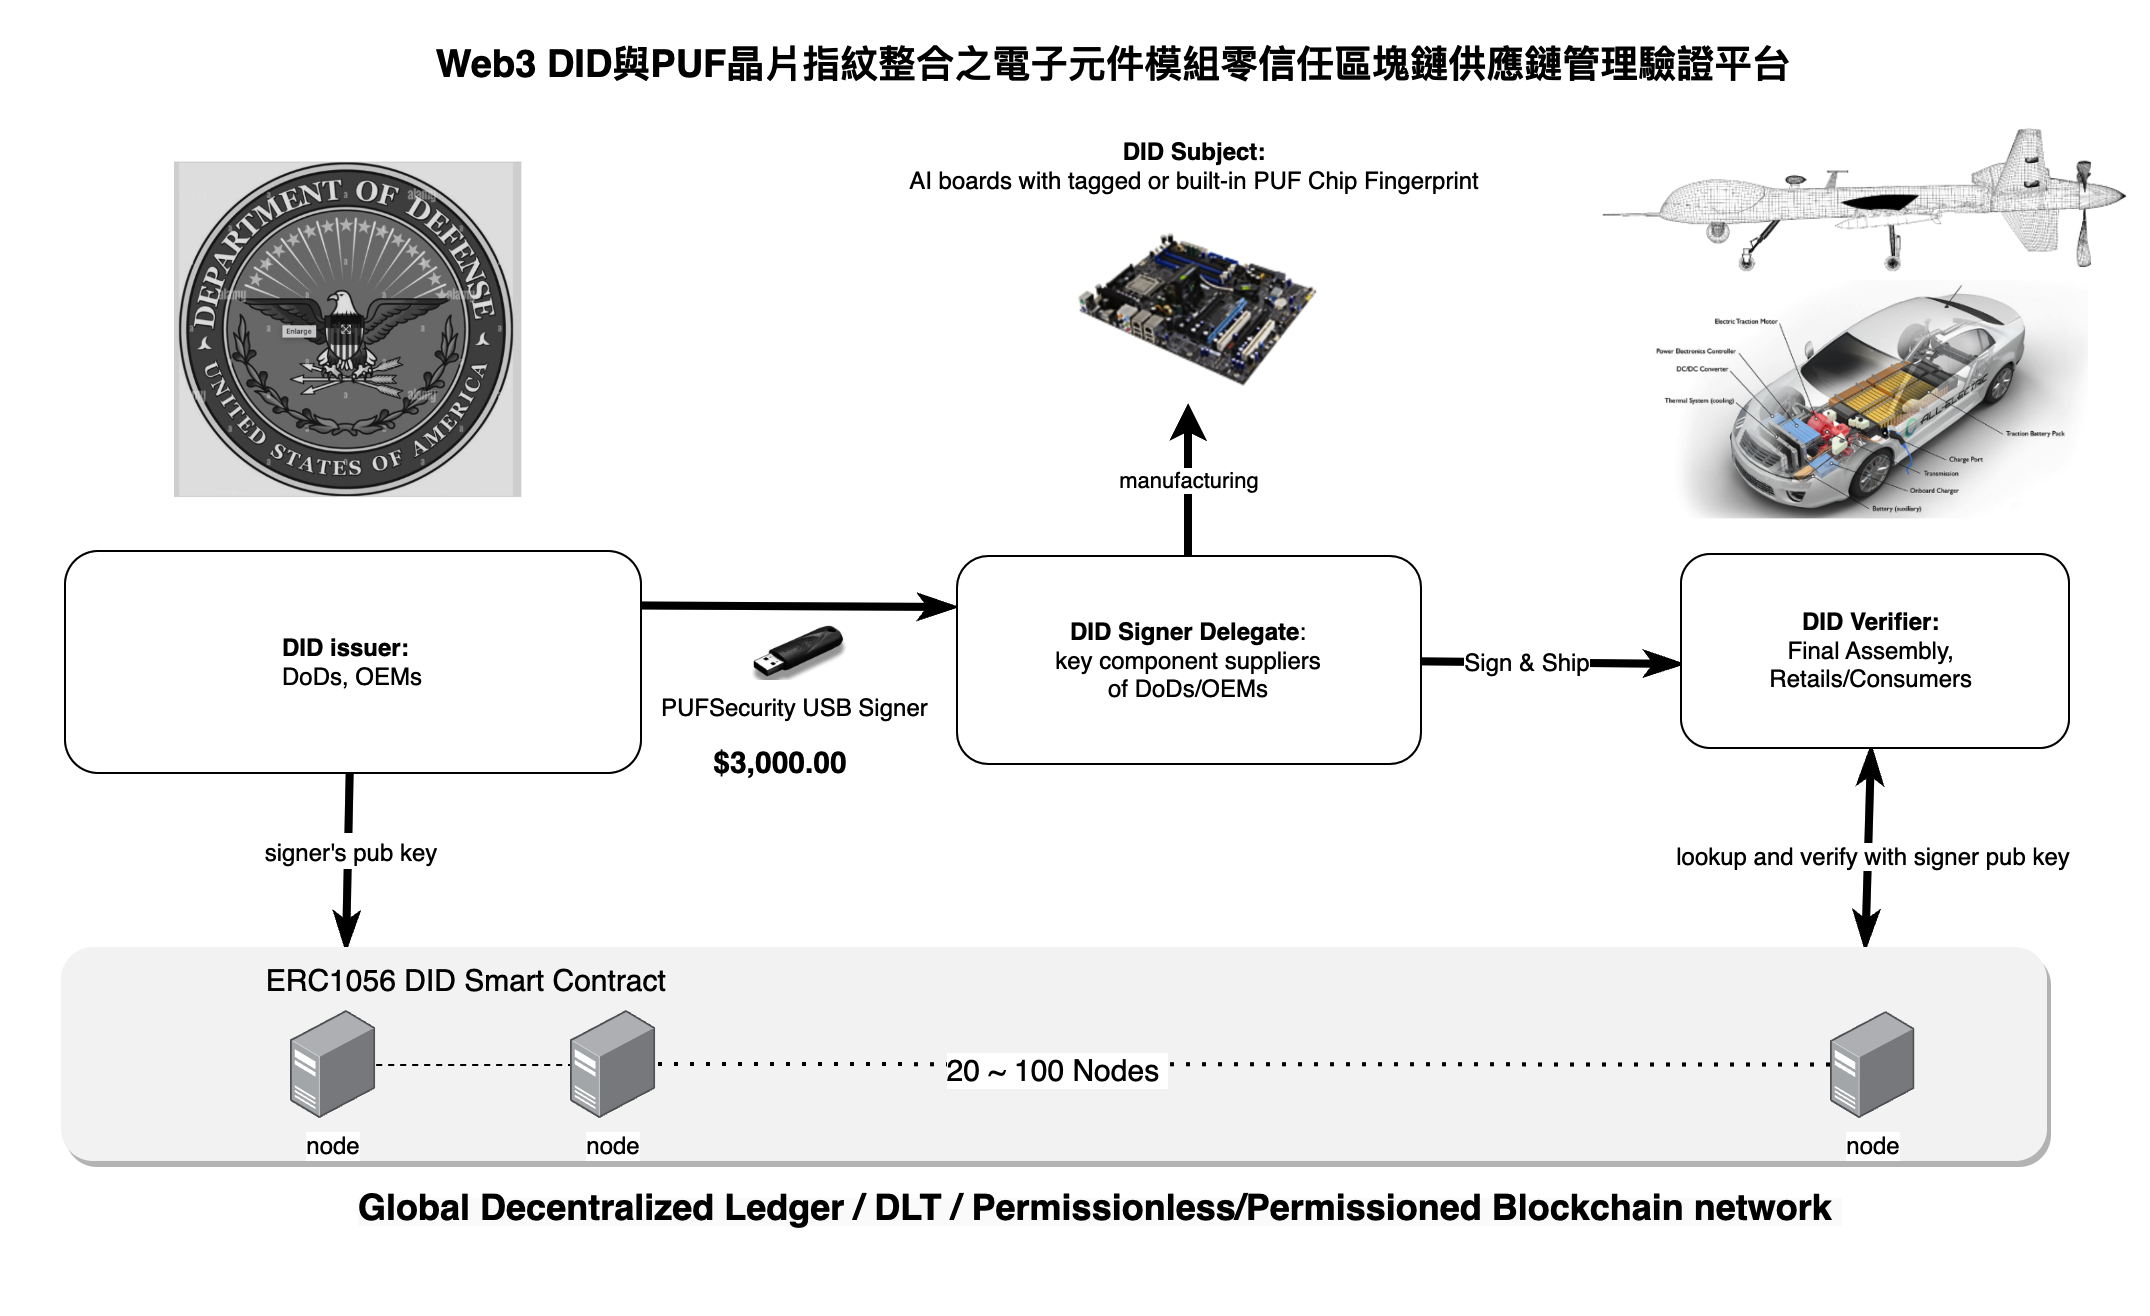 Web3 DID與PUF晶片指紋整合之電子元件模組零信任區塊鏈供應鏈管理驗證平台
DEPARTMENT OF DEFENSE
UNITED STATES OF AMERICA
alamy
alamy
alamy
alamy
Enlarge
DID Subject:
AI boards with tagged or built-in PUF Chip Fingerprint
Electric Traction Motor
Power Electronics Controller
DC/DC Converter
Thermal System (cooling)
ALL-ELECTRIC
Traction Battery Pack
Charge Port
Transmission
Onboard Charger
Battery (auxiliary)
manufacturing
DID issuer:
DoDs, OEMs
PUFSecurity USB Signer
$3,000.00
DID Signer Delegate:
key component suppliers
of DoDs/OEMs
Sign & Ship
DID Verifier:
Final Assembly,
Retails/Consumers
signer's pub key
lookup and verify with signer pub key
ERC1056 DID Smart Contract
20 ~ 100 Nodes
node
node
node
Global Decentralized Ledger / DLT / Permissionless/Permissioned Blockchain network